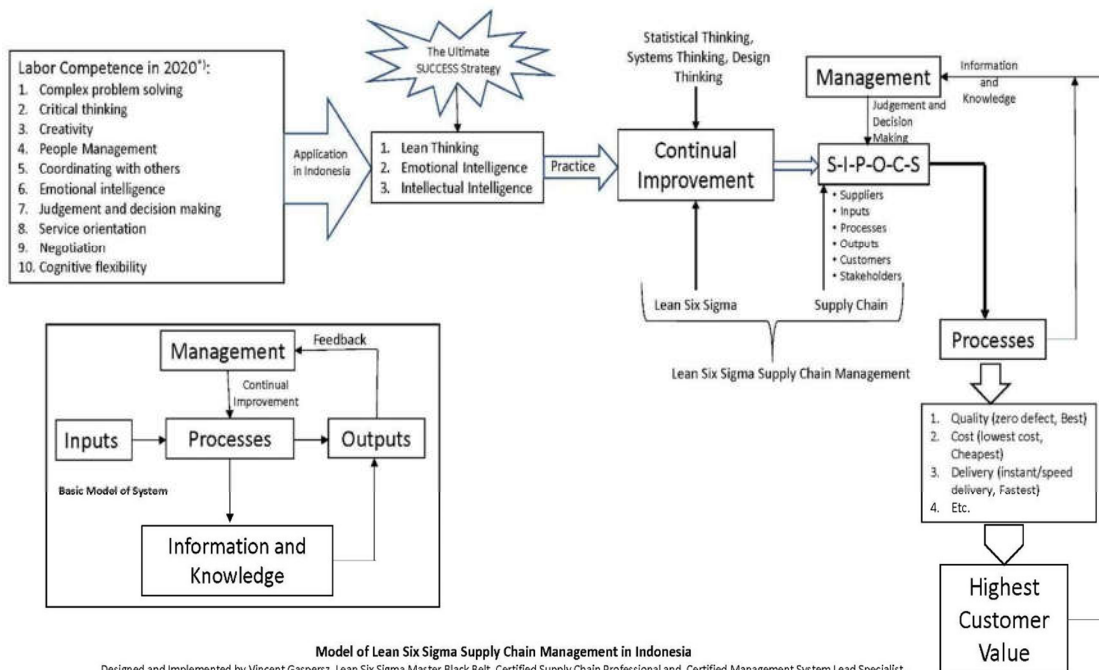 Labor Competence in 2020*):
1. Complex problem solving
2. Critical thinking
3. Creativity
4. People Management
5. Coordinating with others
6. Emotional intelligence
7. Judgement and decision making
8. Service orientation
9. Negotiation
10. Cognitive flexibility
Application
in Indonesia
The Ultimate
SUCCESS Strategy
1. Lean Thinking
2. Emotional Intelligence
3. Intellectual Intelligence
Practice
Statistical Thinking,
Systems Thinking, Design
Thinking
Continual
Improvement
Management
Information
and
Knowledge
Judgement and
Decision
Making
S-I-P-O-C-S
• Suppliers
• Inputs
• Processes
• Outputs
• Customers
• Stakeholders
Lean Six Sigma
Supply Chain
Lean Six Sigma Supply Chain Management
Processes
1. Quality (zero defect, Best)
2. Cost (lowest cost,
Cheapest)
3. Delivery (instant/speed
delivery, Fastest)
4. Etc.
Highest
Customer
Value
Management
Feedback
Continual
Improvement
Inputs
Processes
Outputs
Basic Model of System
Information and
Knowledge
Model of Lean Six Sigma Supply Chain Management in Indonesia
Designed and Implemented by Vincent Gaspersz, Lean Six Sigma Master Black Belt, Certified Supply Chain Professional and Certified Management System Lead Specialist